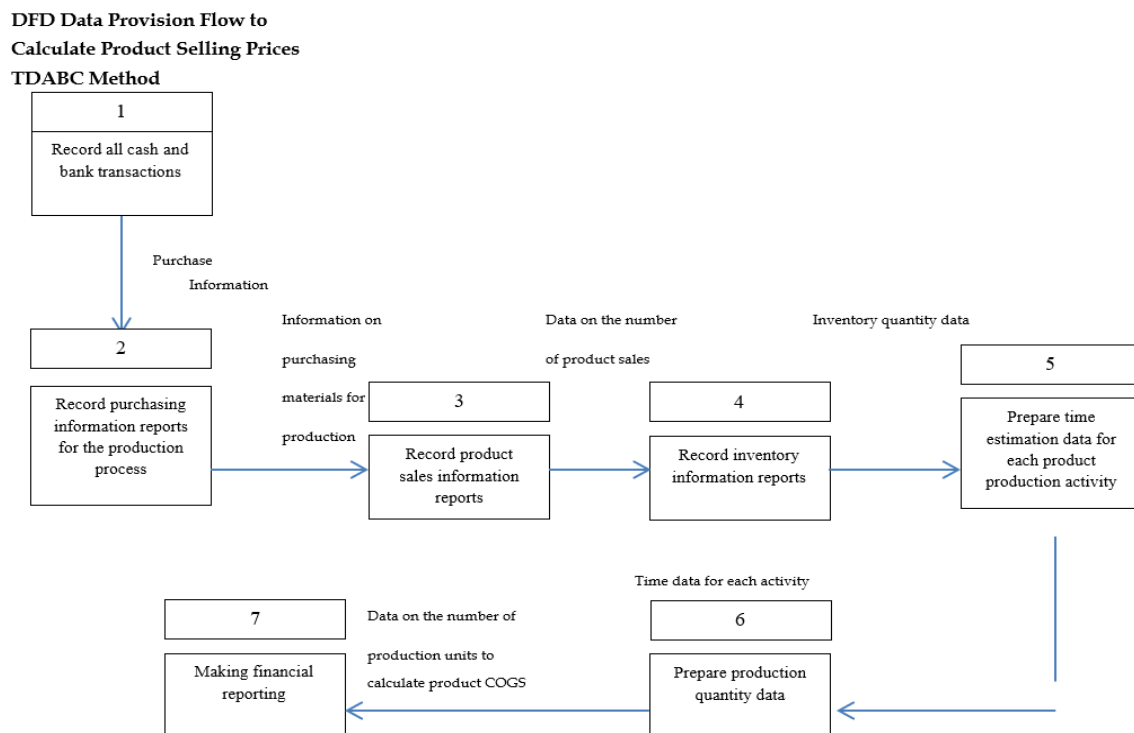 DFD Data Provision Flow to
Calculate Product Selling Prices
TDABC Method
1
Record all cash and
bank transactions
Purchase
Information
2
Record purchasing
information reports
for the production
process
Information on
purchasing
materials for
production
3
Record product
sales information
reports
Data on the number
of product sales
4
Record inventory
information reports
Inventory quantity data
5
Prepare time
estimation data for
each product
production activity
Time data for each activity
6
Prepare production
quantity data
Data on the number of
production units to
calculate product COGS
7
Making financial
reporting